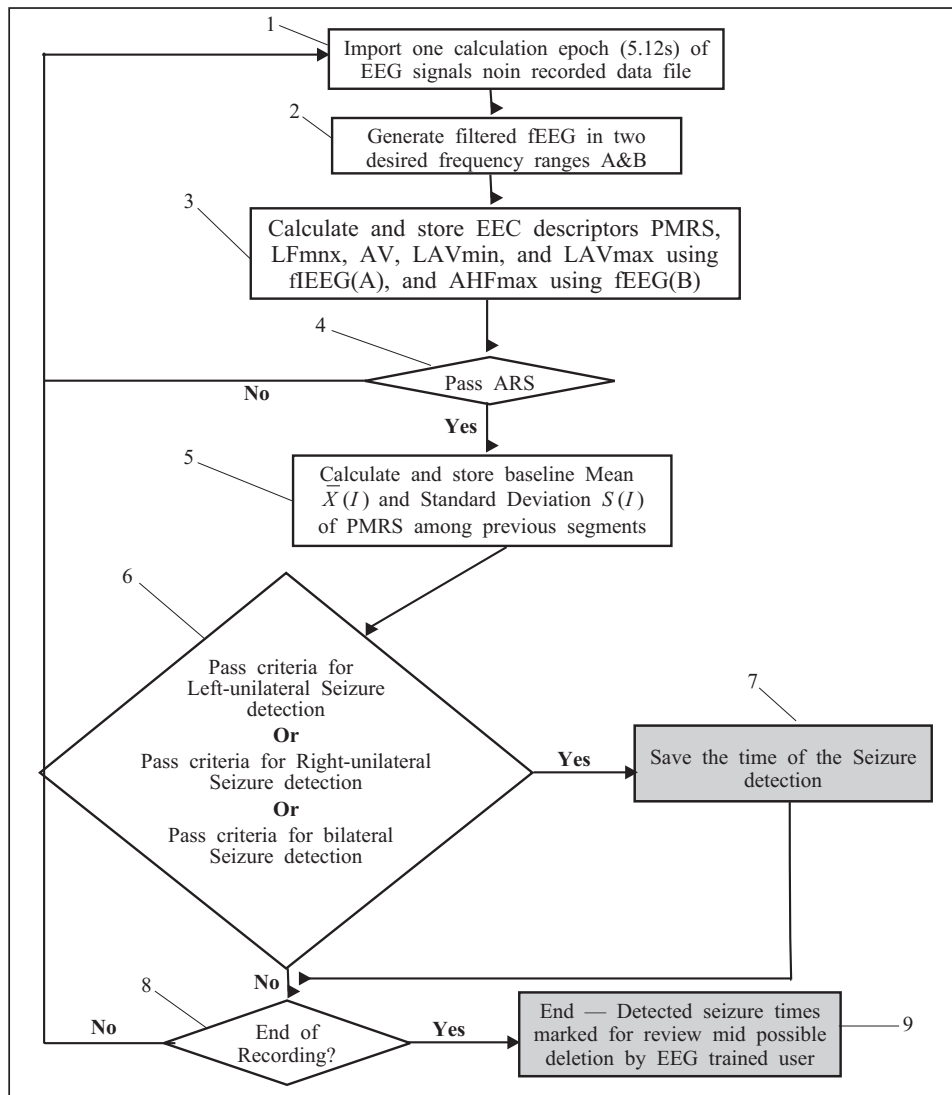 1
Import one calculation epoch (5.12s) of
EEG signals noin recorded data file
2
Generate filtered fEEG in two
desired frequency ranges A&B
3
Calculate and store EEC descriptors PMRS,
LFmnx, AV, LAVmin, and LAVmax using
fIEEG(A), and AHFmax using fEEG(B)
4
Pass ARS
No
Yes
5
Calculate and store baseline Mean
X̿(I) and Standard Deviation S(I)
of PMRS among previous segments
6
Pass criteria for
Left-unilateral Seizure
detection
Or
Pass criteria for Right-unilateral
Seizure detection
Or
Pass criteria for bilateral
Seizure detection
Yes
7
Save the time of the Seizure
detection
No
8
End of
Recording?
No
Yes
End — Detected seizure times
marked for review mid possible
deletion by EEG trained user
9